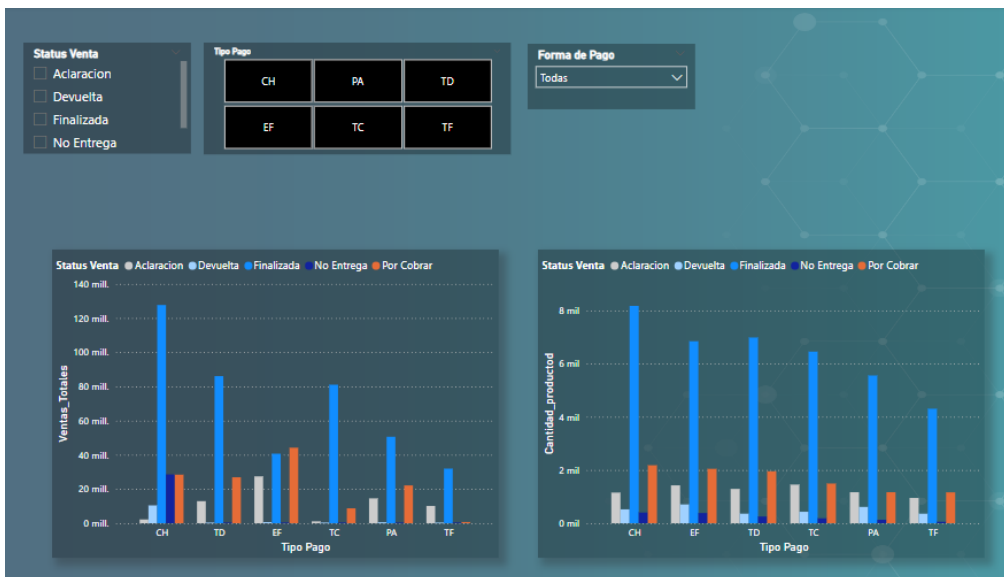 Status Venta
Aclaracion
Devuelta
Finalizada
No Entrega
Tipo Pago
CH PA TD
EF TC TF
Forma de Pago
Todas
Status Venta Aclaracion Devuelta Finalizada No Entrega Por Cobrar
140 mill.
120 mill.
100 mill.
80 mill.
60 mill.
40 mill.
20 mill.
0 mill.
Ventas_Totales
CH TD EF TC PA TF
Tipo Pago
Status Venta Aclaracion Devuelta Finalizada No Entrega Por Cobrar
8 mil
6 mil
4 mil
2 mil
0 mil
Cantidad_productod
CH EF TD TC PA TF
Tipo Pago